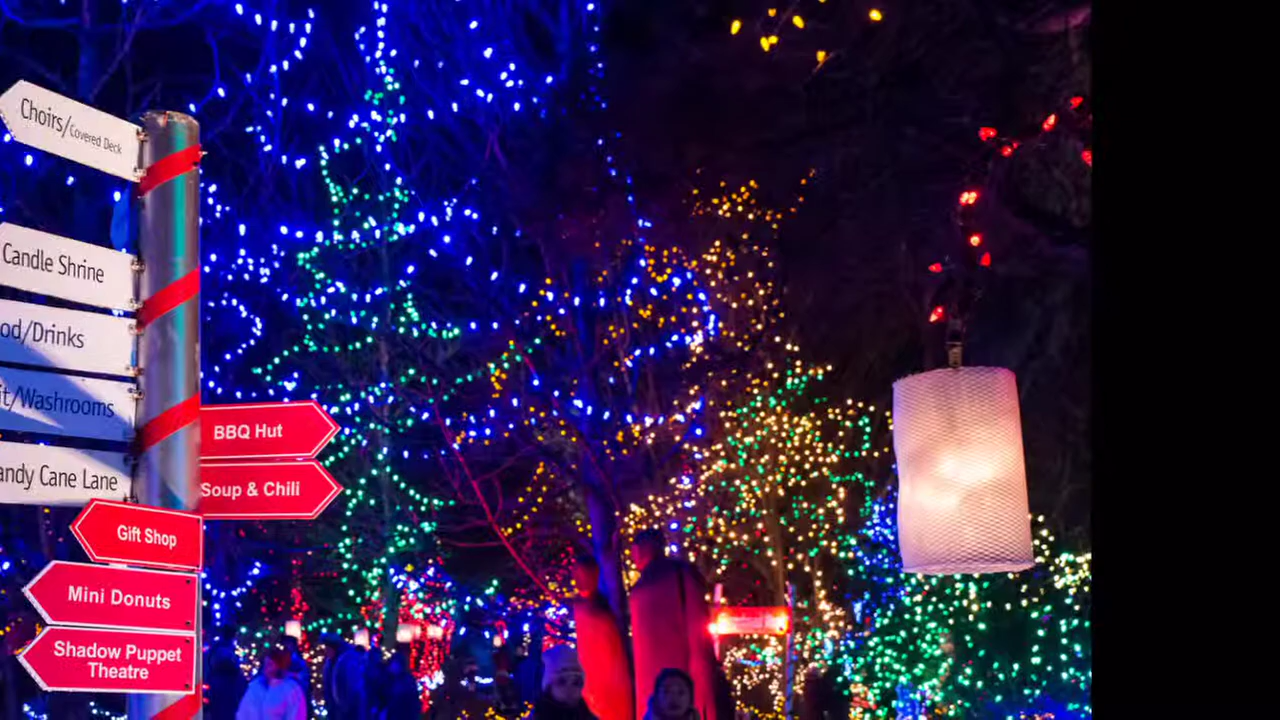 Choirs/Covered Deck
Candle Shrine
od/Drinks
it/Washrooms
andy Cane Lane
BBQ Hut
Soup & Chili
Gift Shop
Mini Donuts
Shadow Puppet
Theatre